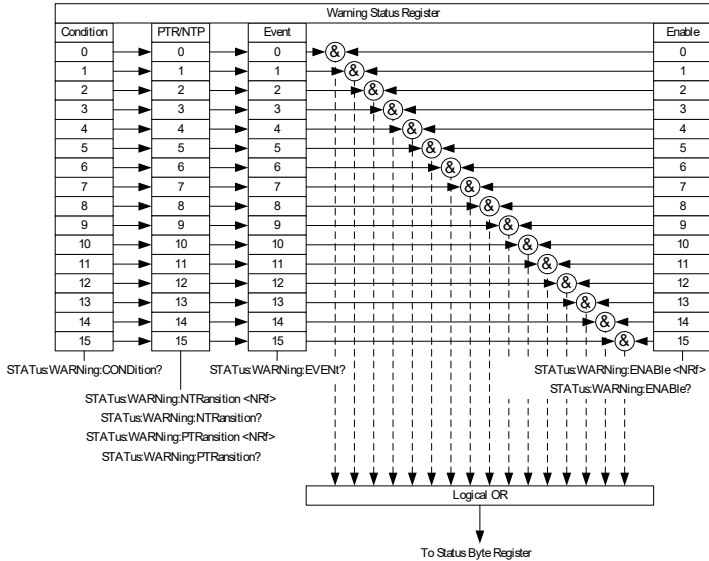 Warning Status Register
Condition PTR/NTP Event Enable
0 0 0 & 0
1 1 1 & 1
2 2 2 & 2
3 3 3 & 3
4 4 4 & 4
5 5 5 & 5
6 6 6 & 6
7 7 7 & 7
8 8 8 & 8
9 9 9 & 9
10 10 10 & 10
11 11 11 & 11
12 12 12 & 12
13 13 13 & 13
14 14 14 & 14
15 15 15 & 15
STATus:WARNing:CONDition? STATus:WARNing:EVENt? STATus:WARNing:ENABle <NRf>
STATus:WARNing:ENABle?
STATus:WARNing:NTRansition <NRf>
STATus:WARNing:NTRansition?
STATus:WARNing:PTRansition <NRf>
STATus:WARNing:PTRansition?
Logical OR
To Status Byte Register